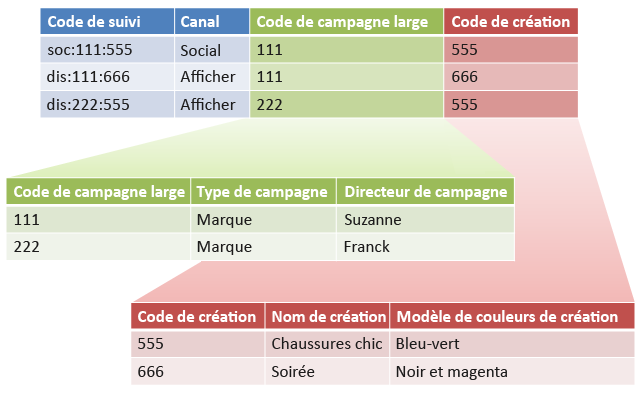 Code de suivi Canal Code de campagne large Code de création
soc:111:555 Social 111 555
dis:111:666 Afficher 111 666
dis:222:555 Afficher 222 555
Code de campagne large Type de campagne Directeur de campagne
111 Marque Suzanne
222 Marque Franck
Code de création Nom de création Modèle de couleurs de création
555 Chaussures chic Bleu-vert
666 Soirée Noir et magenta